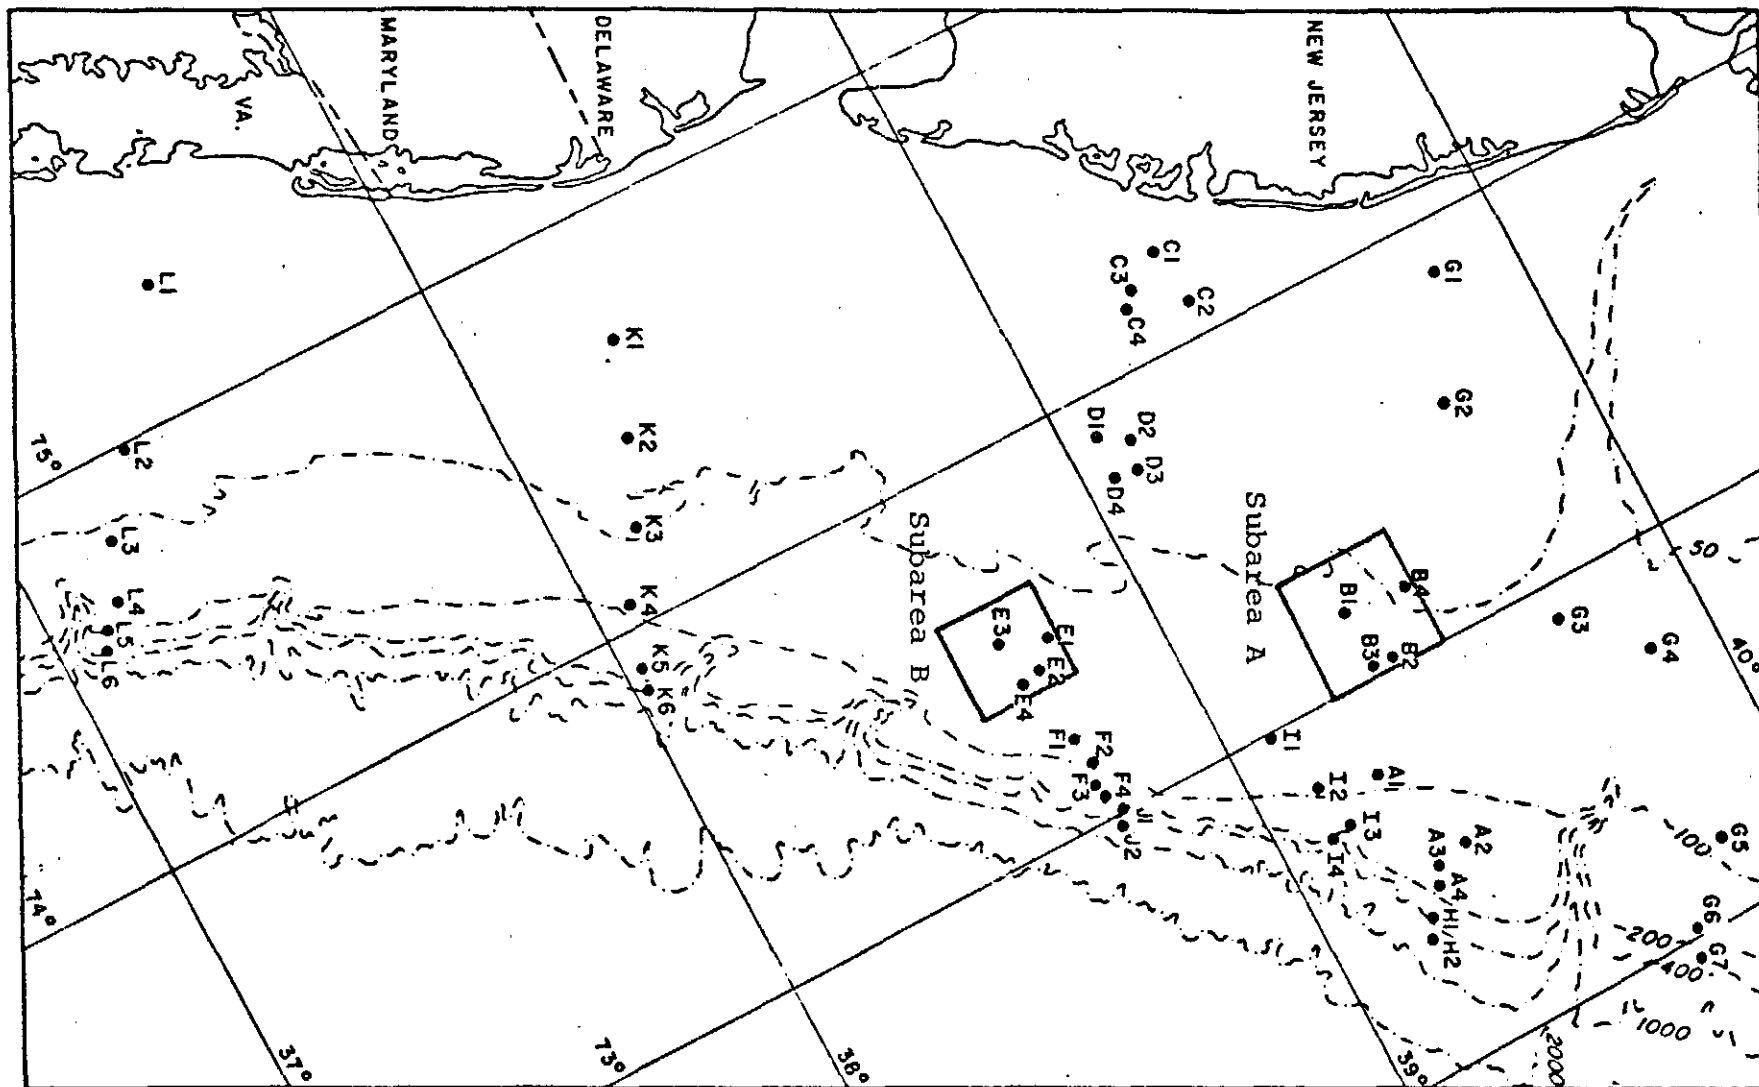 NEW JERSEY
DELAWARE
MARYLAND
VA.
C1
C2
C3
C4
G1
G2
G3
G4
G5
G6
G7
L1
L2
L3
L4
L5
L6
K1
K2
K3
K4
K5
K6
D1
D2
D3
D4
Subarea A
B4
B1
B2
B3
Subarea B
E1
E2
E3
E4
F1
F2
F3
F4
J1
J2
I1
I2
I3
I4
A1
A2
A3
A4
H1/H2
50
100
200
400
1000
2000
75°
74°
73°
37°
38°
39°
40°